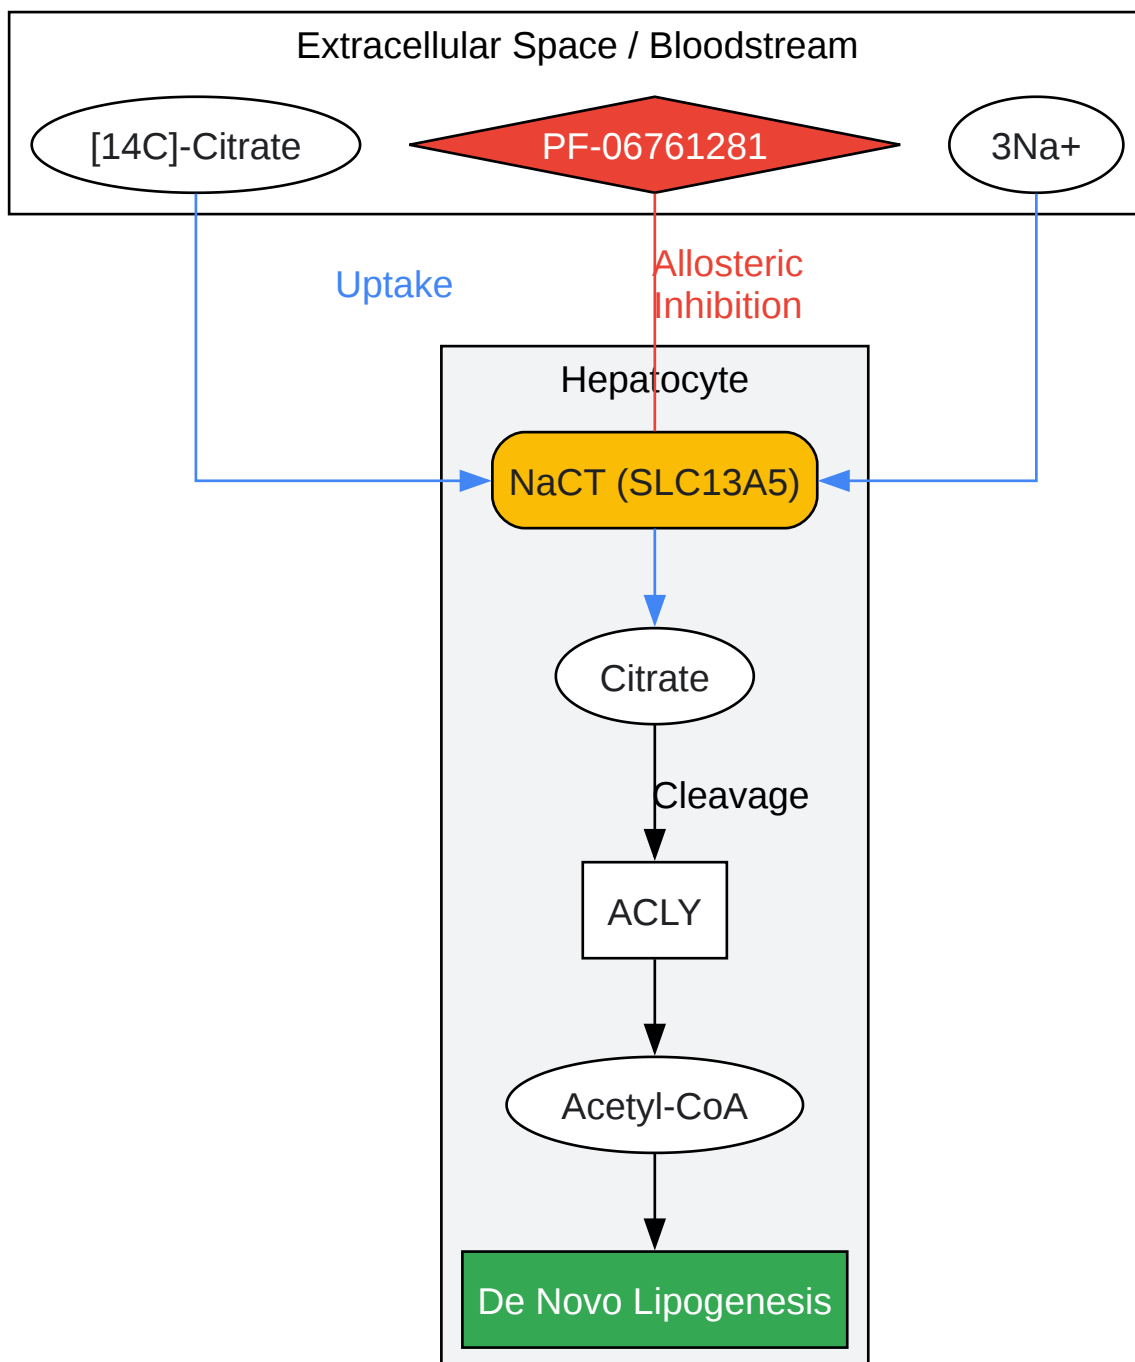 Extracellular Space / Bloodstream
[14C]-Citrate
PF-06761281
3Na+
Uptake
Allosteric
Inhibition
Hepatocyte
NaCT (SLC13A5)
Citrate
Cleavage
ACLY
Acetyl-CoA
De Novo Lipogenesis